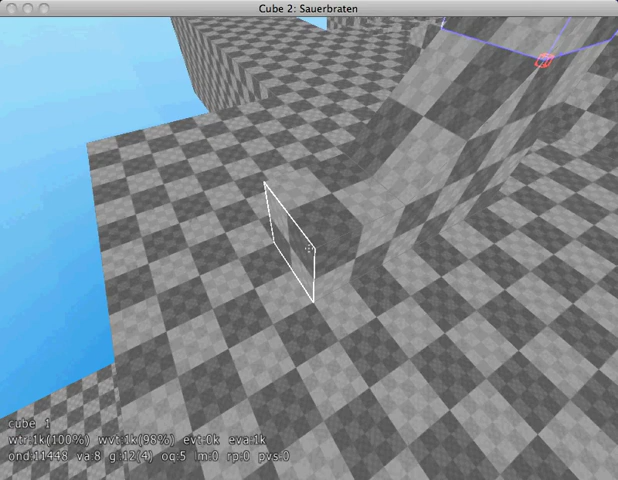 Cube 2: Sauerbraten
cube 1
wtr:1k(100%) wvt:1k(98%) evt:0k eva:1k
ond:11448 va:8 gl:12(4) oq:5 lm:0 rp:0 pvs:0